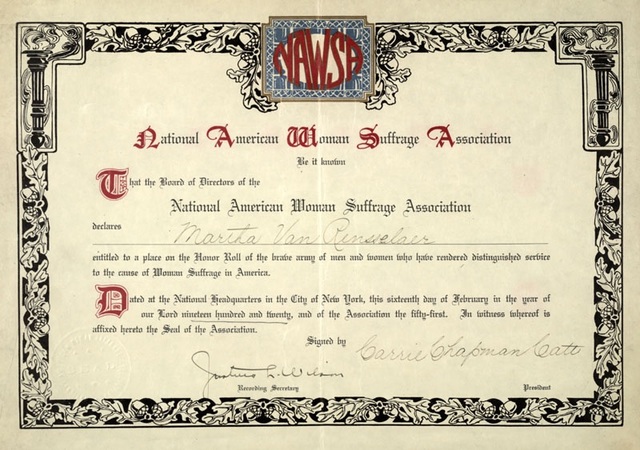 NAWSA
National American Woman Suffrage Association
Be it known
That the Board of Directors of the
National American Woman Suffrage Association
declares Martha Van Rensselaer
entitled to a place on the Honor Roll of the brave army of men and women who have rendered distinguished service
to the cause of Woman Suffrage in America.
Dated at the National Headquarters in the City of New York, this sixteenth day of February in the year of
our Lord nineteen hundred and twenty, and of the Association the fifty-first. In witness whereof is
affixed hereto the Seal of the Association.
Signed by Carrie Chapman Catt
Justina L. Wilson
Recording Secretary
President